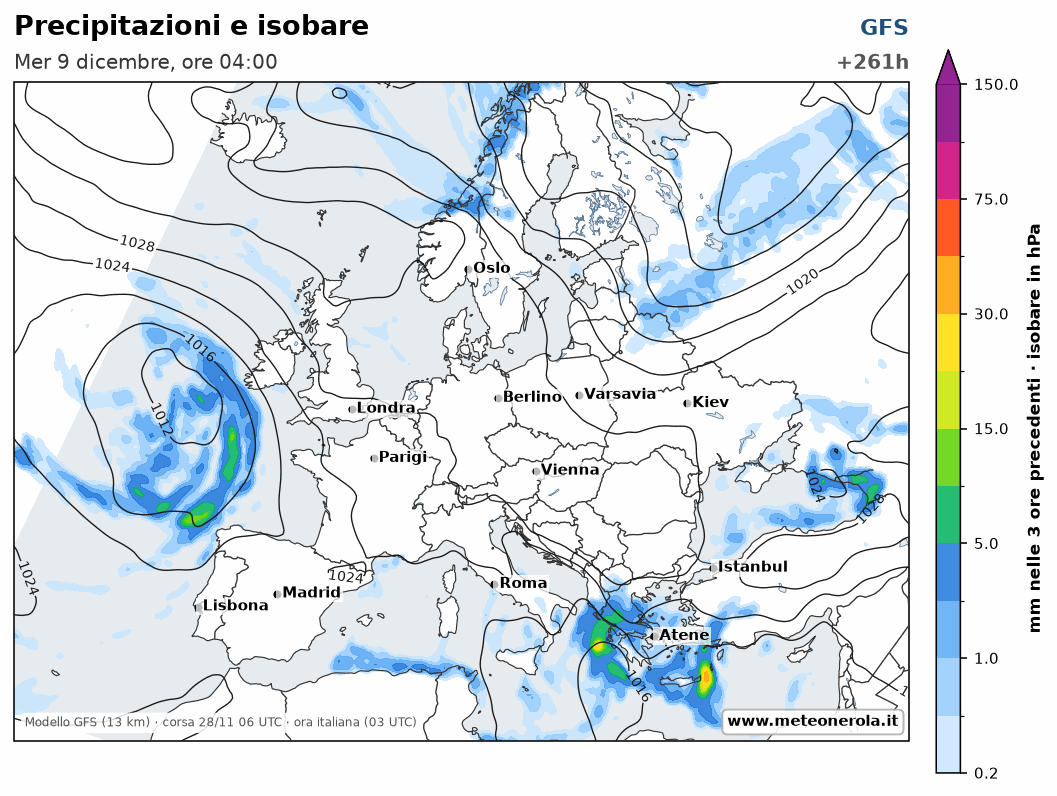 Precipitazioni e isobare
GFS
Mer 9 dicembre, ore 04:00
+261h
150.0
75.0
30.0
15.0
5.0
1.0
0.2
mm nelle 3 ore precedenti · isobare in hPa
1028
1024
Oslo
1020
1016
1012
Londra
Berlino
Varsavia
Kiev
Parigi
Vienna
1024
1028
1024
1024
Madrid
Lisbona
Roma
Istanbul
Atene
1016
Modello GFS (13 km) · corsa 28/11 06 UTC · ora italiana (03 UTC)
www.meteonerola.it